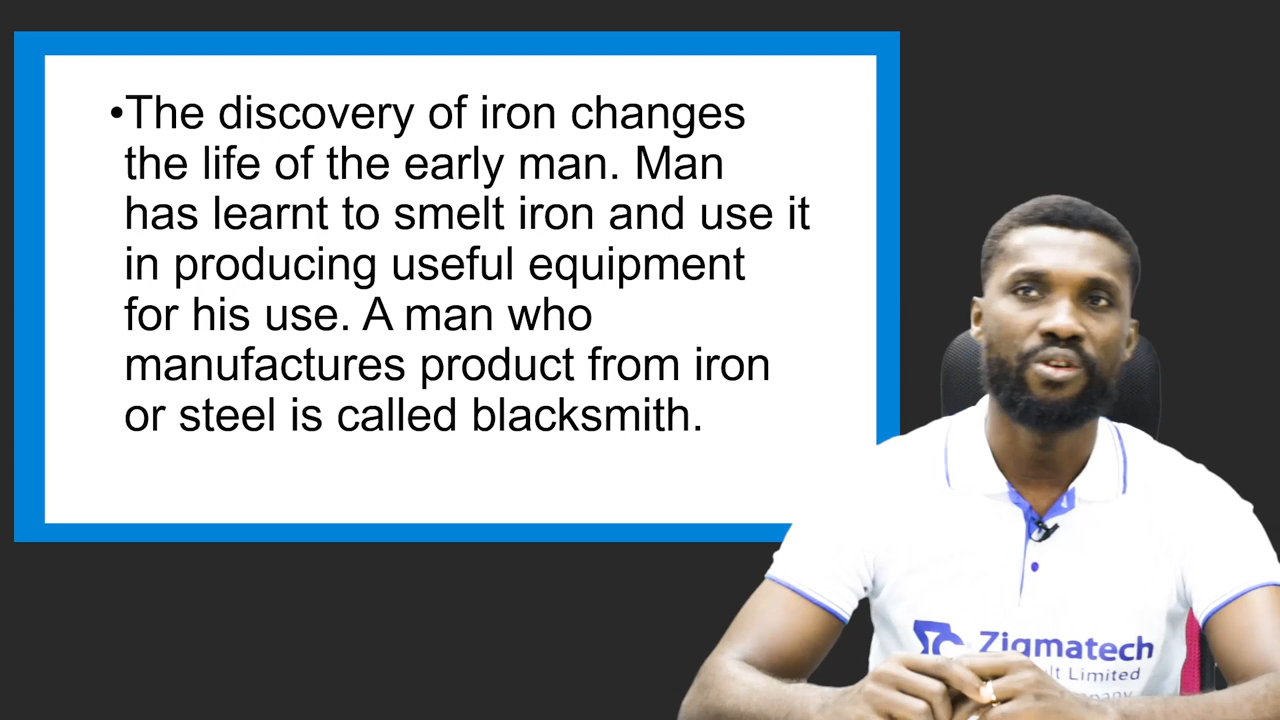 •The discovery of iron changes
the life of the early man. Man
has learnt to smelt iron and use it
in producing useful equipment
for his use. A man who
manufactures product from iron
or steel is called blacksmith.
Zigmatech
Limited